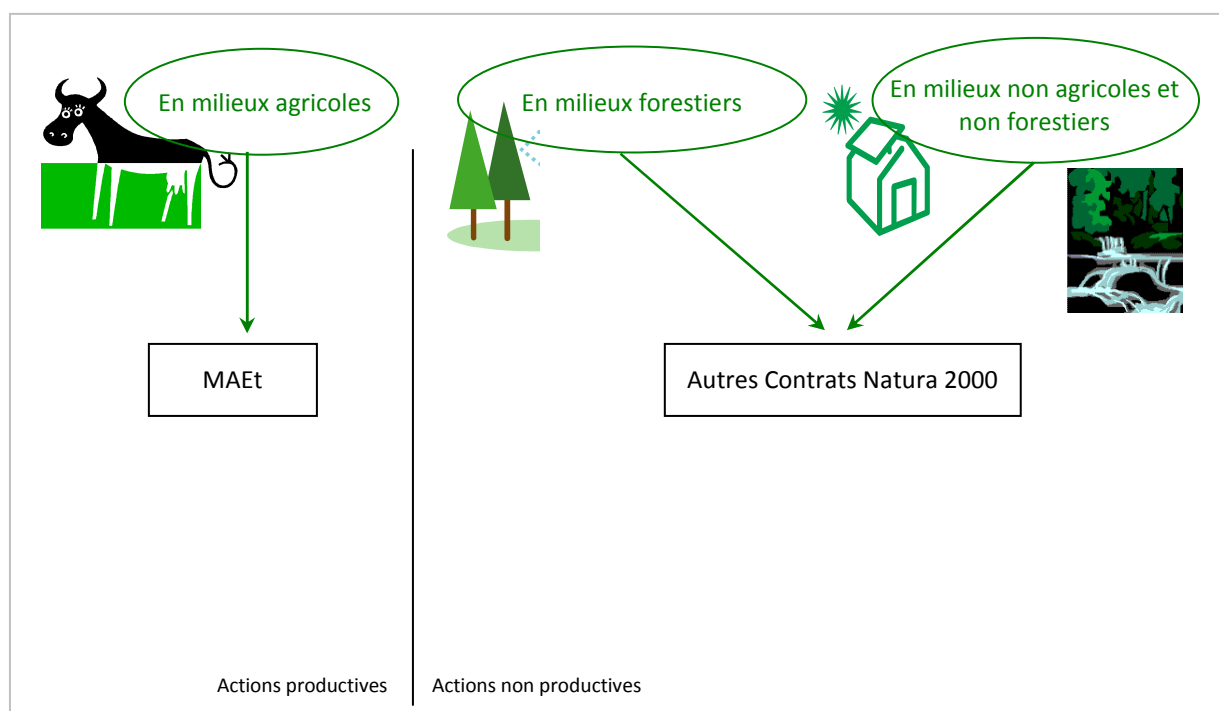 En milieux agricoles
En milieux forestiers
En milieux non agricoles et
non forestiers
MAEt
Autres Contrats Natura 2000
Actions productives
Actions non productives